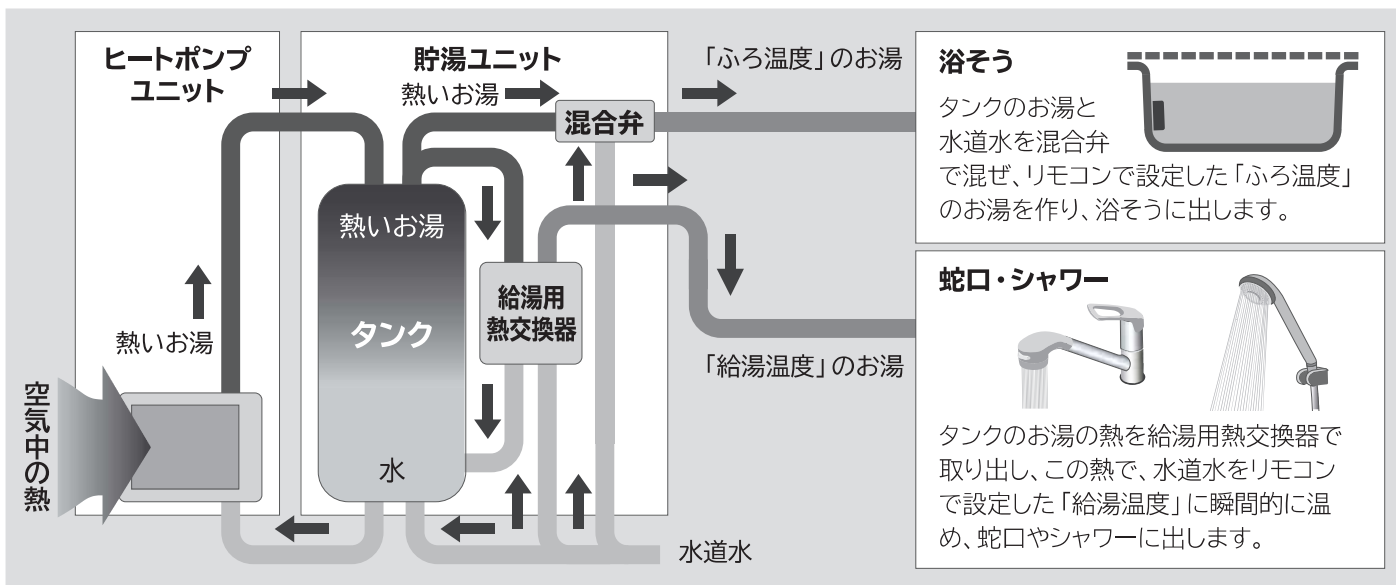 ヒートポンプ
ユニット
貯湯ユニット
熱いお湯
「ふろ温度」のお湯
混合弁
熱いお湯
タンク
水
給湯用
熱交換器
熱いお湯
空気中の熱
「給湯温度」のお湯
水道水
浴そう
タンクのお湯と
水道水を混合弁
で混ぜ、リモコンで設定した「ふろ温度」
のお湯を作り、浴そうに出します。
蛇口・シャワー
タンクのお湯の熱を給湯用熱交換器で
取り出し、この熱で、水道水をリモコン
で設定した「給湯温度」に瞬間的に温
め、蛇口やシャワーに出します。